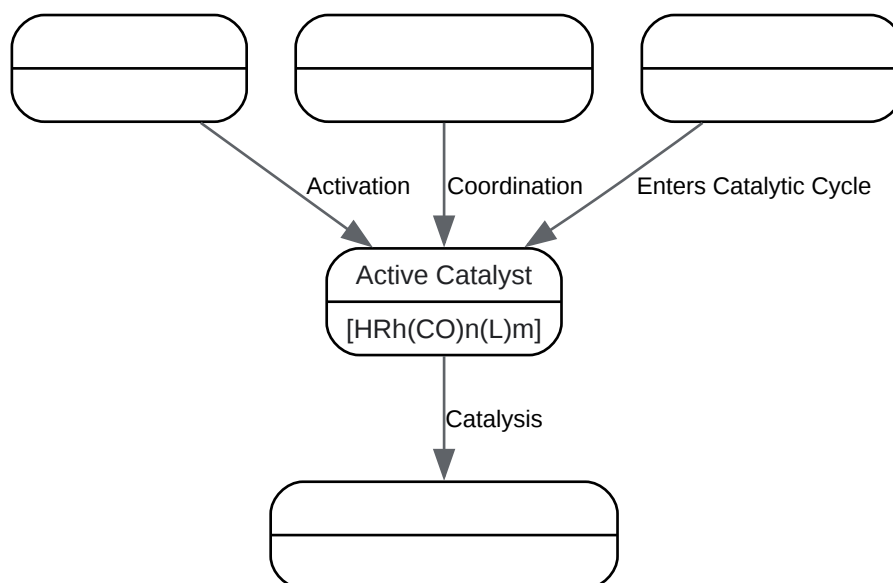 Activation
Coordination
Enters Catalytic Cycle
Active Catalyst
[HRh(CO)n(L)m]
Catalysis